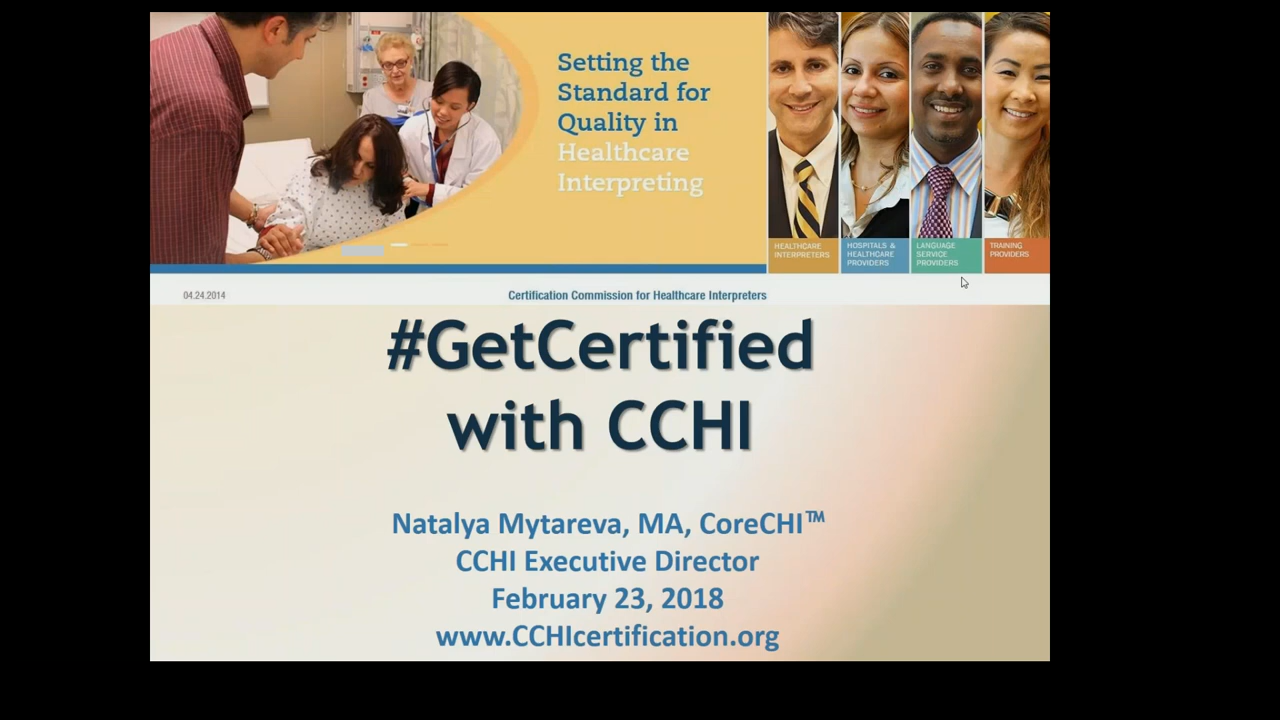 Setting the
Standard for
Quality in
Healthcare
Interpreting
HEALTHCARE
INTERPRETERS
HOSPITALS &
HEALTHCARE
PROVIDERS
LANGUAGE
SERVICE
PROVIDERS
TRAINING
PROVIDERS
04.24.2014
Certification Commission for Healthcare Interpreters
#GetCertified
with CCHI
Natalya Mytareva, MA, CoreCHI™
CCHI Executive Director
February 23, 2018
www.CCHIcertification.org